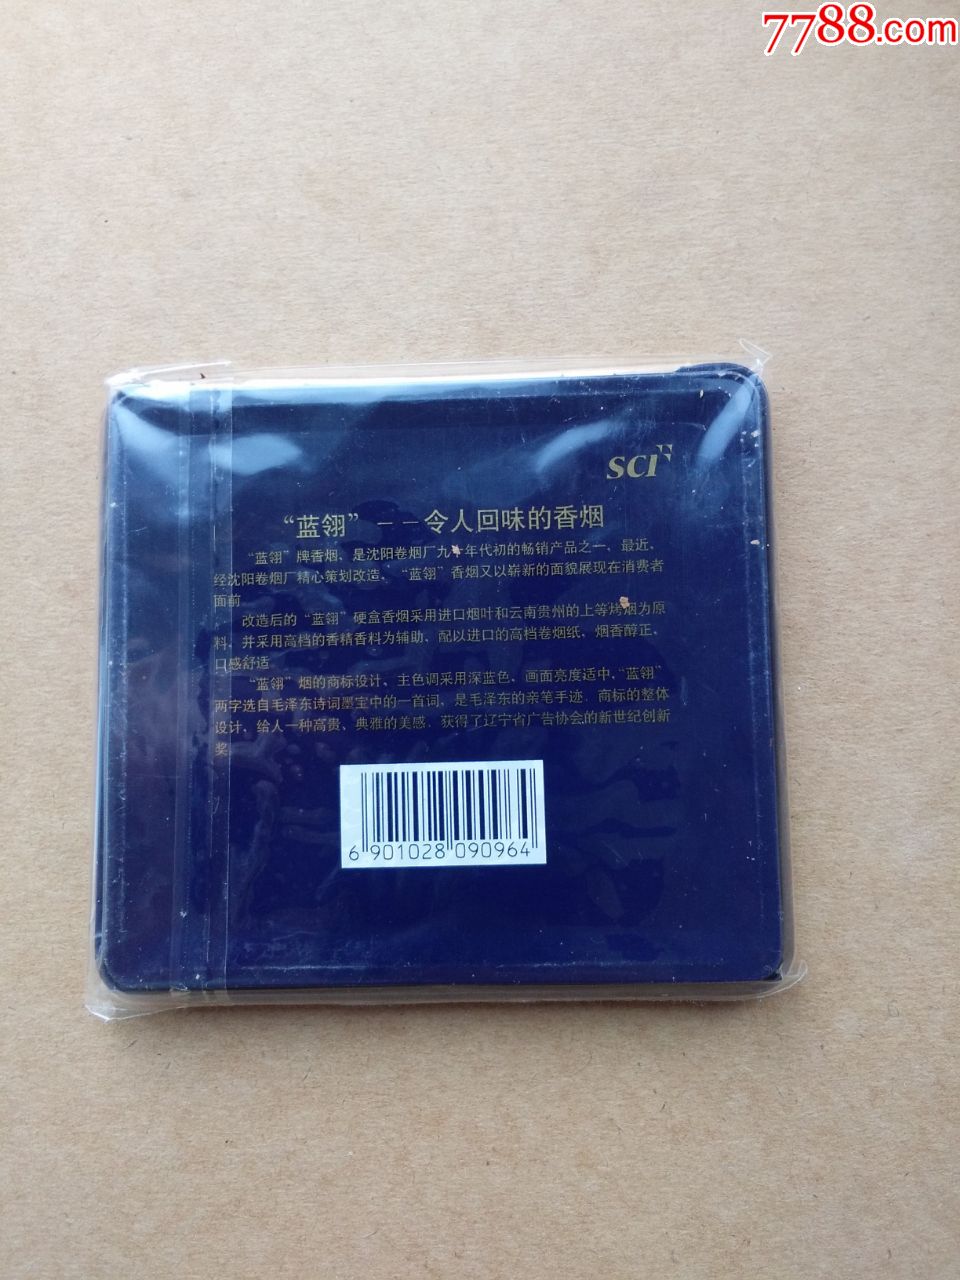 7788.com
SCI
“蓝翎”－－令人回味的香烟
“蓝翎”牌香烟、是沈阳卷烟厂九十年代初的畅销产品之一、最近、
经沈阳卷烟厂精心策划改造、“蓝翎”香烟又以崭新的面貌展现在消费者
面前
改造后的“蓝翎”硬盒香烟采用进口烟叶和云南贵州的上等烤烟为原
料、并采用高档的香精香料为辅助、配以进口的高档卷烟纸、烟香醇正、
口感舒适
“蓝翎”烟的商标设计、主色调采用深蓝色、画面亮度适中、“蓝翎”
两字选自毛泽东诗词墨宝中的一首词、是毛泽东的亲笔手迹．商标的整体
设计、给人一种高贵、典雅的美感．获得了辽宁省广告协会的新世纪创新
奖
6 901028 090964